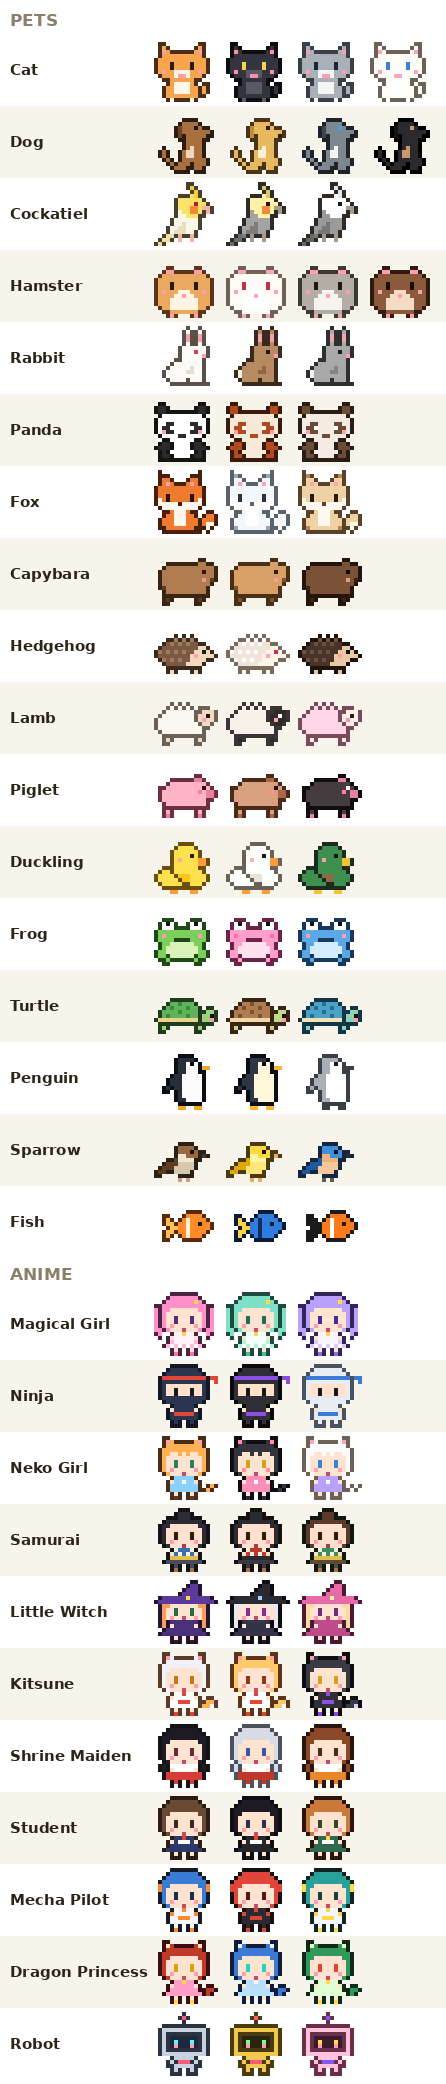 PETS
Cat
Dog
Cockatiel
Hamster
Rabbit
Panda
Fox
Capybara
Hedgehog
Lamb
Piglet
Duckling
Frog
Turtle
Penguin
Sparrow
Fish
ANIME
Magical Girl
Ninja
Neko Girl
Samurai
Little Witch
Kitsune
Shrine Maiden
Student
Mecha Pilot
Dragon Princess
Robot